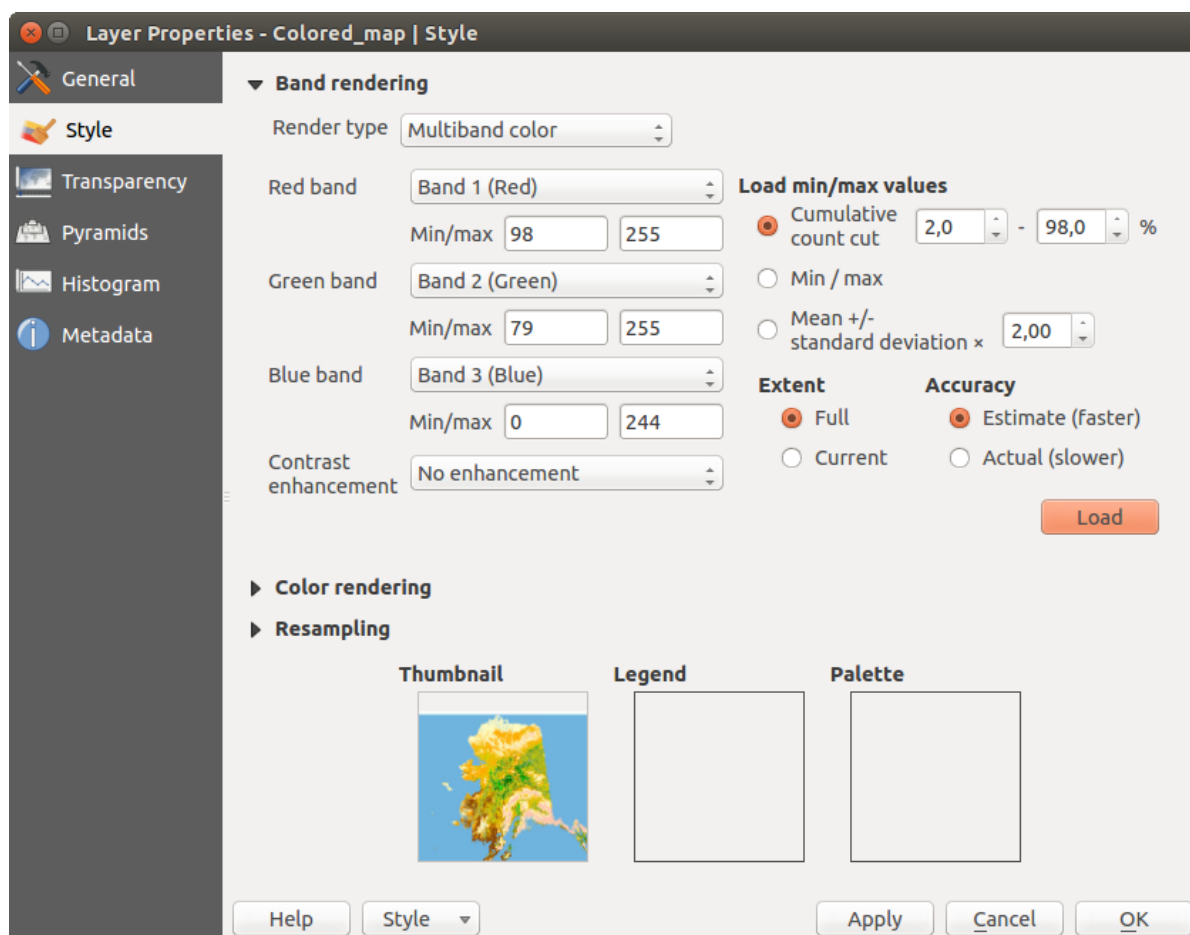 Layer Properties - Colored_map | Style
General
Style
Transparency
Pyramids
Histogram
Metadata
Band rendering
Render type Multiband color
Red band Band 1 (Red)
Min/max 98 255
Green band Band 2 (Green)
Min/max 79 255
Blue band Band 3 (Blue)
Min/max 0 244
Contrast
enhancement No enhancement
Load min/max values
Cumulative
count cut 2,0 - 98,0 %
Min / max
Mean +/-
standard deviation × 2,00
Extent Accuracy
Full Estimate (faster)
Current Actual (slower)
Load
Color rendering
Resampling
Thumbnail Legend Palette
Help Style Apply Cancel OK